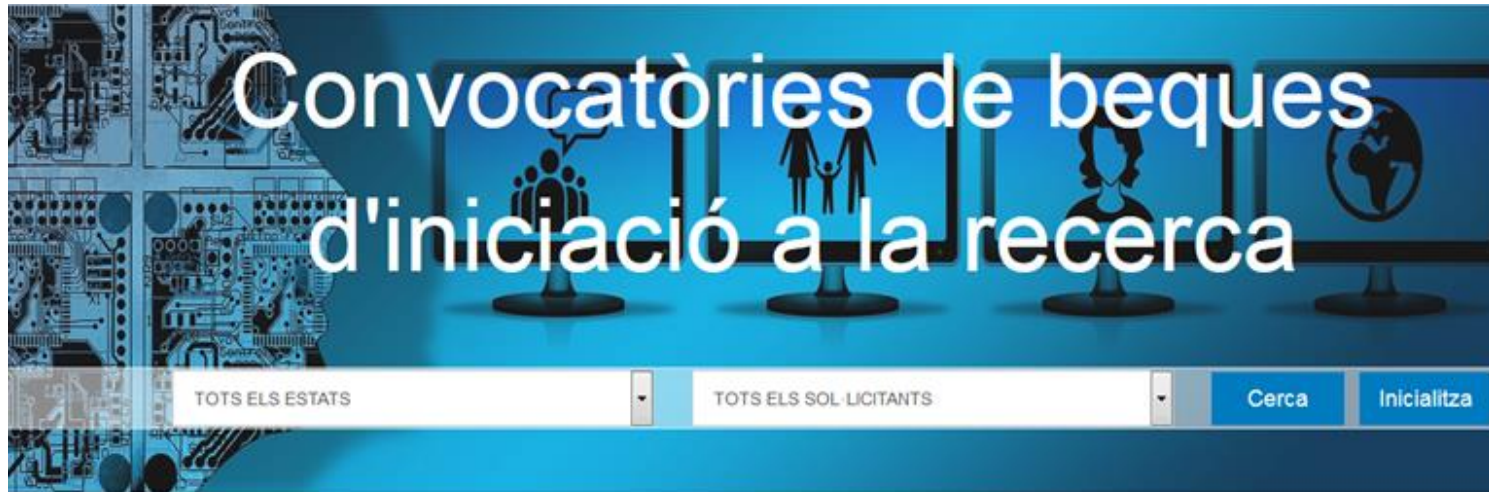 Convocatòries de beques
d'iniciació a la recerca
TOTS ELS ESTATS
TOTS ELS SOL·LICITANTS
Cerca
Inicialitza